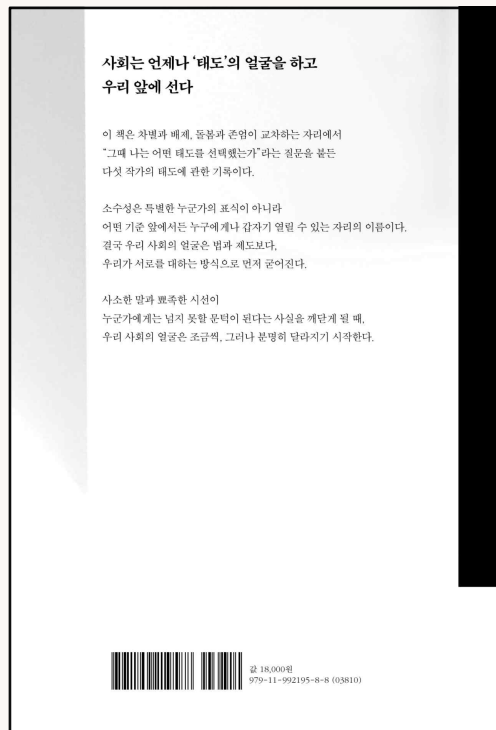 사회는 언제나 ‘태도’의 얼굴을 하고
우리 앞에 선다
이 책은 차별과 배제, 돌봄과 존엄이 교차하는 자리에서
“그때 나는 어떤 태도를 선택했는가”라는 질문을 붙든
다섯 작가의 태도에 관한 기록이다.
소수성은 특별한 누군가의 표식이 아니라
어떤 기준 앞에서든 누구에게나 갑자기 열릴 수 있는 자리의 이름이다.
결국 우리 사회의 얼굴은 법과 제도보다,
우리가 서로를 대하는 방식으로 먼저 굳어진다.
사소한 말과 뾰족한 시선이
누군가에게는 넘지 못할 문턱이 된다는 사실을 깨닫게 될 때,
우리 사회의 얼굴은 조금씩, 그러나 분명히 달라지기 시작한다.
값 18,000원
979-11-992195-8-8 (03810)